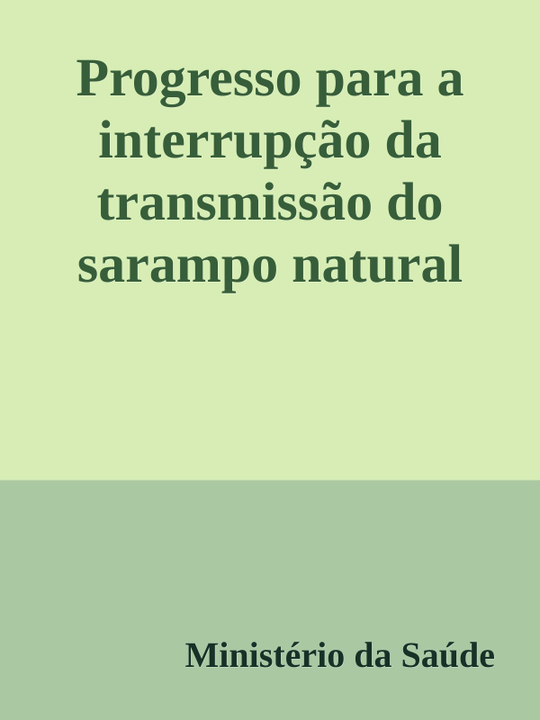 Progresso para a
interrupção da
transmissão do
sarampo natural
Ministério da Saúde